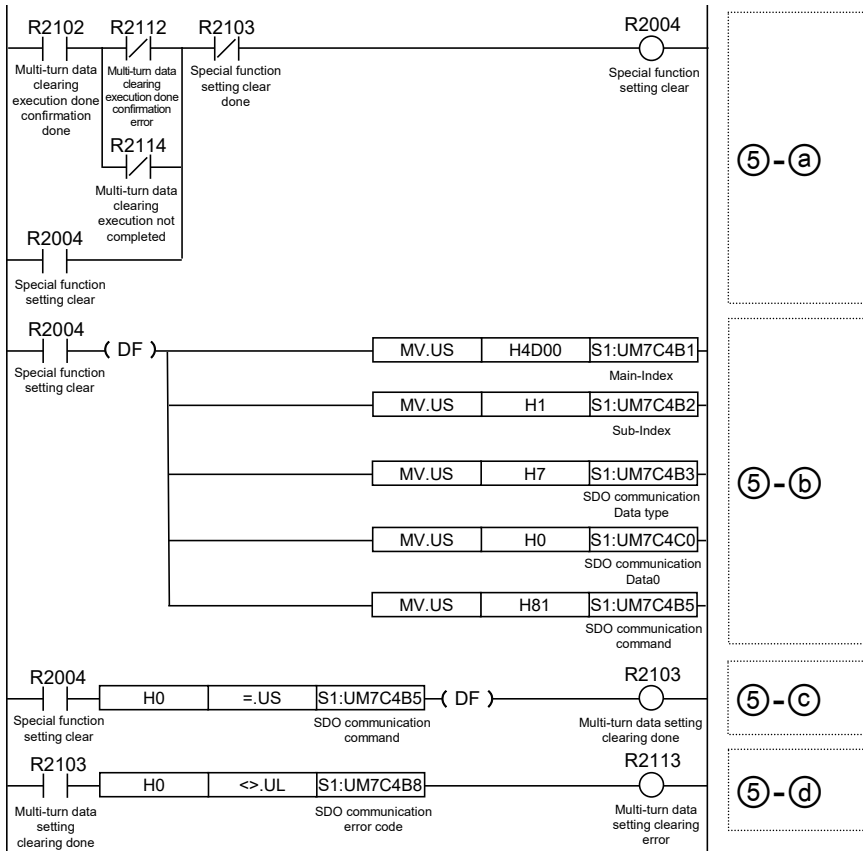 R2102 R2112 R2103 R2004
Multi-turn data
clearing
execution done
confirmation
done
Multi-turn data
clearing
execution done
confirmation
error
Special function
setting clear
done
Special function
setting clear
R2114
Multi-turn data
clearing
execution not
completed
R2004
Special function
setting clear
⑤-ⓐ
R2004
Special function
setting clear
( DF )
MV.US H4D00 S1:UM7C4B1
Main-Index
MV.US H1 S1:UM7C4B2
Sub-Index
MV.US H7 S1:UM7C4B3
SDO communication
Data type
MV.US H0 S1:UM7C4C0
SDO communication
Data0
MV.US H81 S1:UM7C4B5
SDO communication
command
⑤-ⓑ
R2004 R2103
H0 =.US S1:UM7C4B5 ( DF )
Special function
setting clear
SDO communication
command
Multi-turn data setting
clearing done
⑤-ⓒ
R2103 R2113
H0 <>.UL S1:UM7C4B8
Multi-turn data
setting
clearing done
SDO communication
error code
Multi-turn data
setting clearing
error
⑤-ⓓ